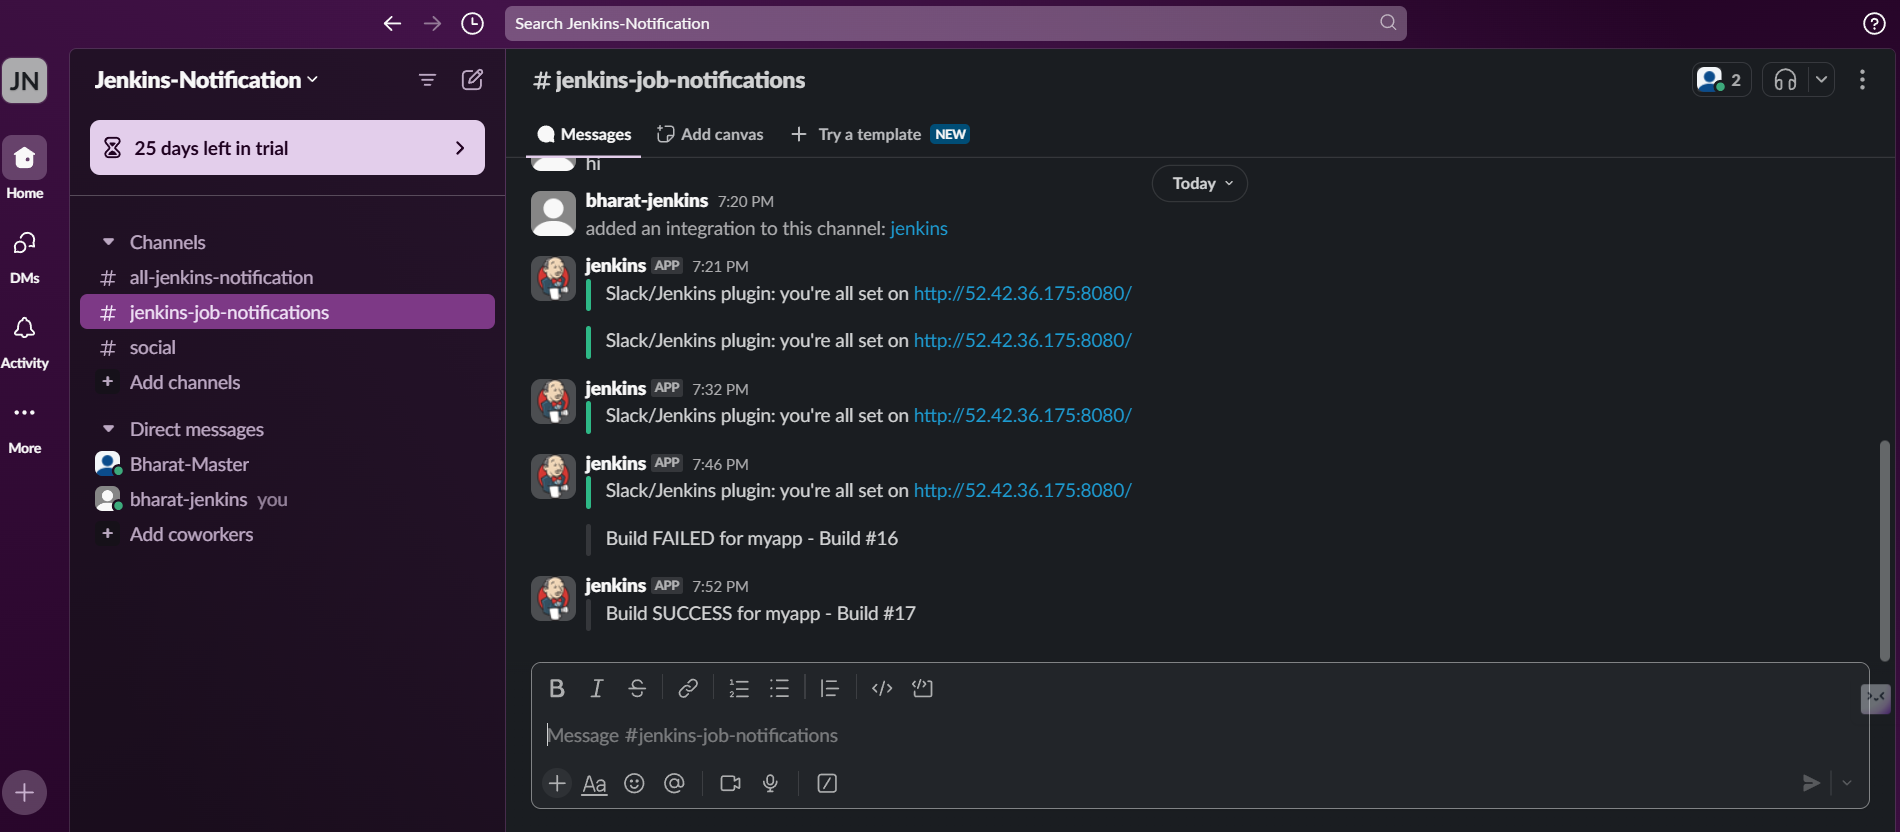 Search Jenkins-Notification
JN
Home
DMs
Activity
More
Jenkins-Notification
25 days left in trial
Channels
# all-jenkins-notification
# jenkins-job-notifications
# social
+ Add channels
Direct messages
Bharat-Master
bharat-jenkins you
+ Add coworkers
# jenkins-job-notifications
2
Messages Add canvas + Try a template NEW
hi
Today
bharat-jenkins 7:20 PM
added an integration to this channel: jenkins
jenkins APP 7:21 PM
Slack/Jenkins plugin: you're all set on http://52.42.36.175:8080/
Slack/Jenkins plugin: you're all set on http://52.42.36.175:8080/
jenkins APP 7:32 PM
Slack/Jenkins plugin: you're all set on http://52.42.36.175:8080/
jenkins APP 7:46 PM
Slack/Jenkins plugin: you're all set on http://52.42.36.175:8080/
Build FAILED for myapp - Build #16
jenkins APP 7:52 PM
Build SUCCESS for myapp - Build #17
Message #jenkins-job-notifications
Aa